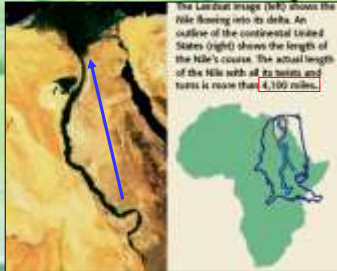 The Landsat image (left) shows the
Nile flowing into its delta. An
outline of the continental United
States (right) shows the length of
the Nile's course. The actual length
of the Nile with all its twists and
turns is more than 4,100 miles.